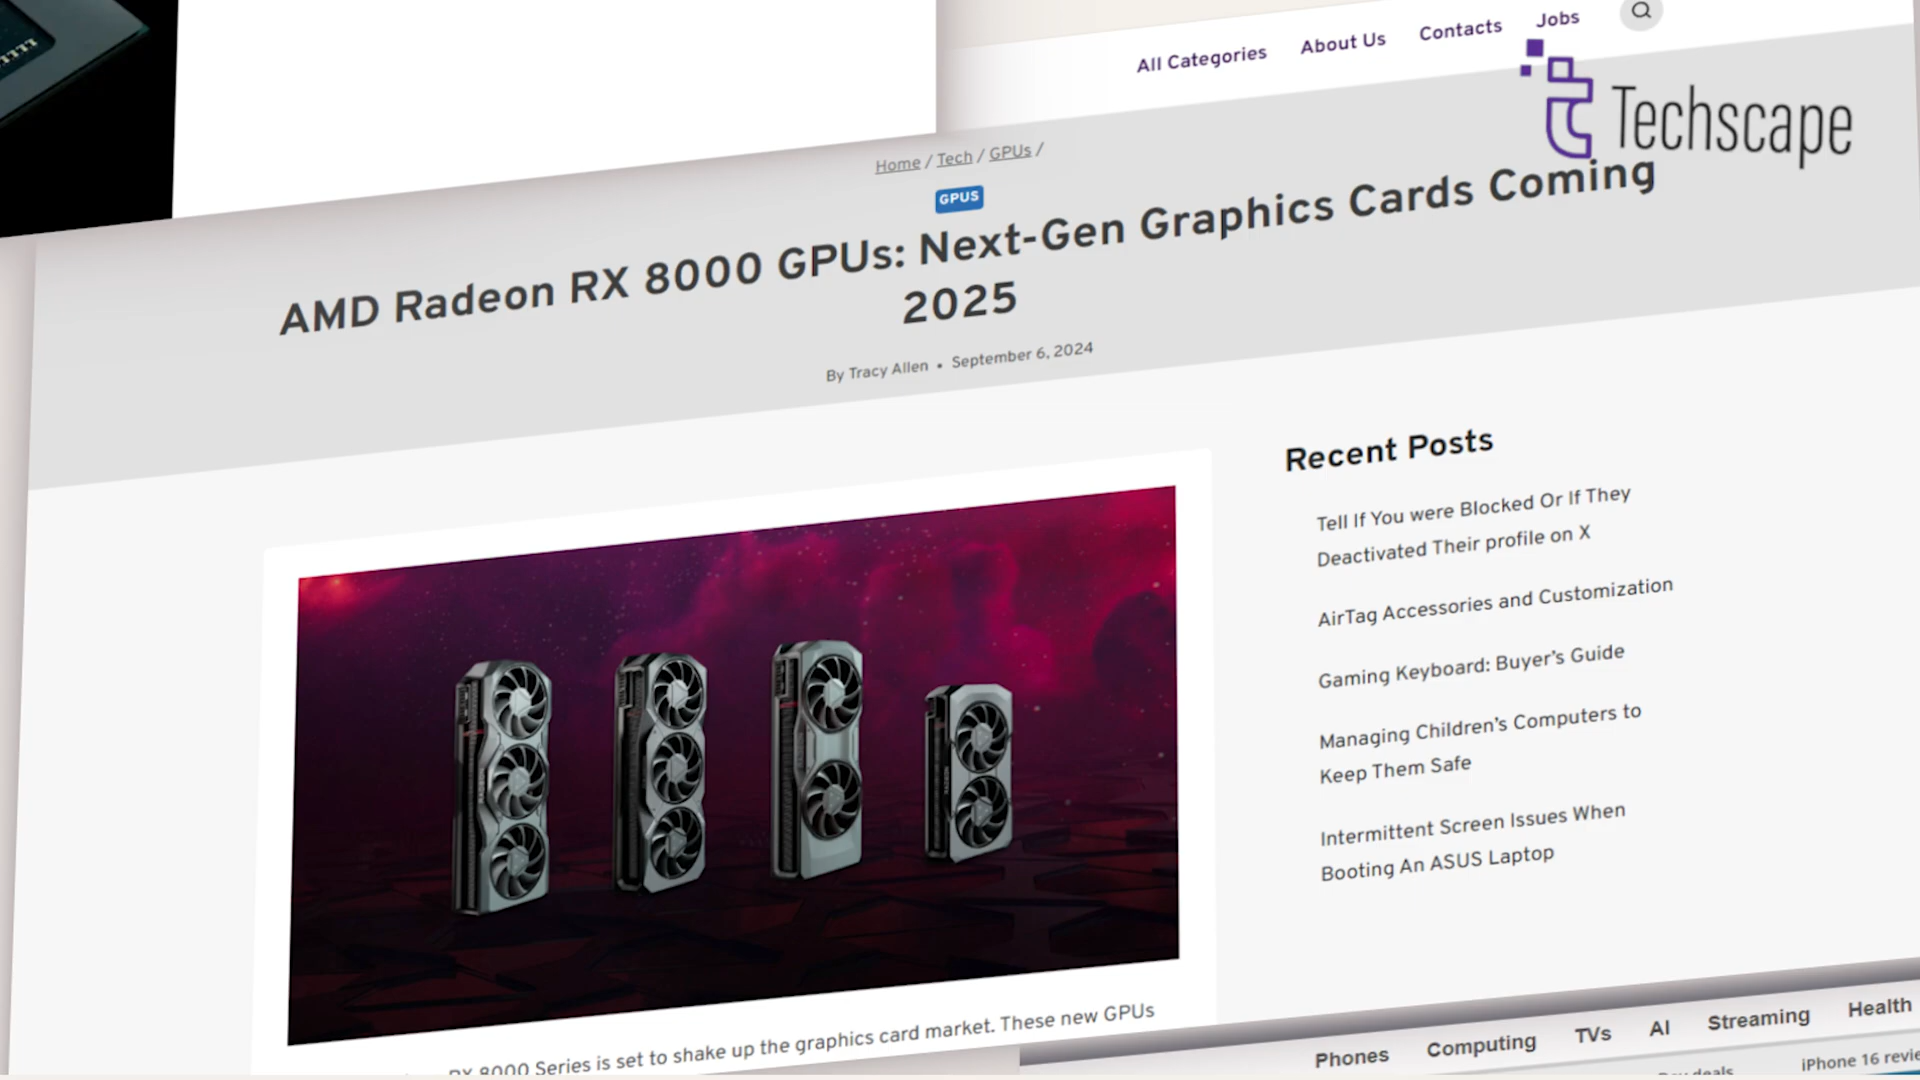 All Categories
About Us
Contacts
Jobs
Techscape
Home / Tech / GPUs /
GPUS
AMD Radeon RX 8000 GPUs: Next-Gen Graphics Cards Coming
2025
By Tracy Allen • September 6, 2024
Recent Posts
Tell If You were Blocked Or If They
Deactivated Their profile on X
AirTag Accessories and Customization
Gaming Keyboard: Buyer's Guide
Managing Children's Computers to
Keep Them Safe
Intermittent Screen Issues When
Booting An ASUS Laptop
RX 8000 Series is set to shake up the graphics card market. These new GPUs
Phones
Computing
TVs
AI
Streaming
Health
deals
iPhone 16